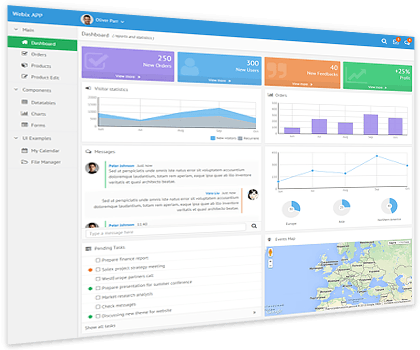 Webix APP
Oliver Parr
Main
Dashboard
Orders
Products
Product Edit
Components
Datatables
Charts
Forms
UI Examples
My Calendar
File Manager
Dashboard (reports and statistics)
250
New Orders
View more
300
New Users
View more
40
New Feedbacks
View more
+25%
Profit
View more
Visitor statistics
Orders
Messages
Peter Johnson Just now
Sed ut perspiciatis unde omnis iste natus error sit voluptatem accusantium
doloremque laudantium, totam rem aperiam, eaque ipsa quae ab illo inventore
veritatis et quasi architecto beatae.
Just now
Sed ut perspiciatis unde omnis iste natus error sit voluptatem accusantium
doloremque laudantium, totam rem aperiam, eaque ipsa quae ab illo inventore
veritatis et quasi architecto beatae
Peter Johnson
Type a message here
Europe
Asia
Pending Tasks
Prepare finance report
Sales project strategy meeting
WestEurope partners call
Prepare presentation for summer conference
Market research analysis
Check messages
Discussing new theme for website
Show all tasks
Events Map